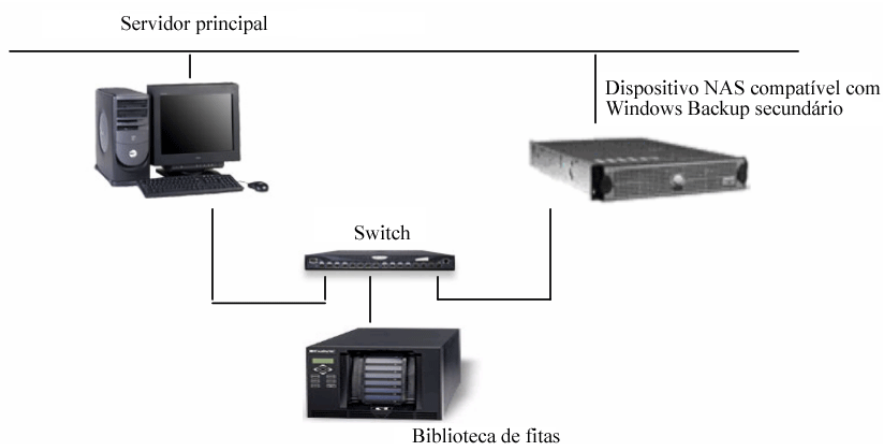 Servidor principal
Dispositivo NAS compatível com
Windows Backup secundário
Switch
Biblioteca de fitas